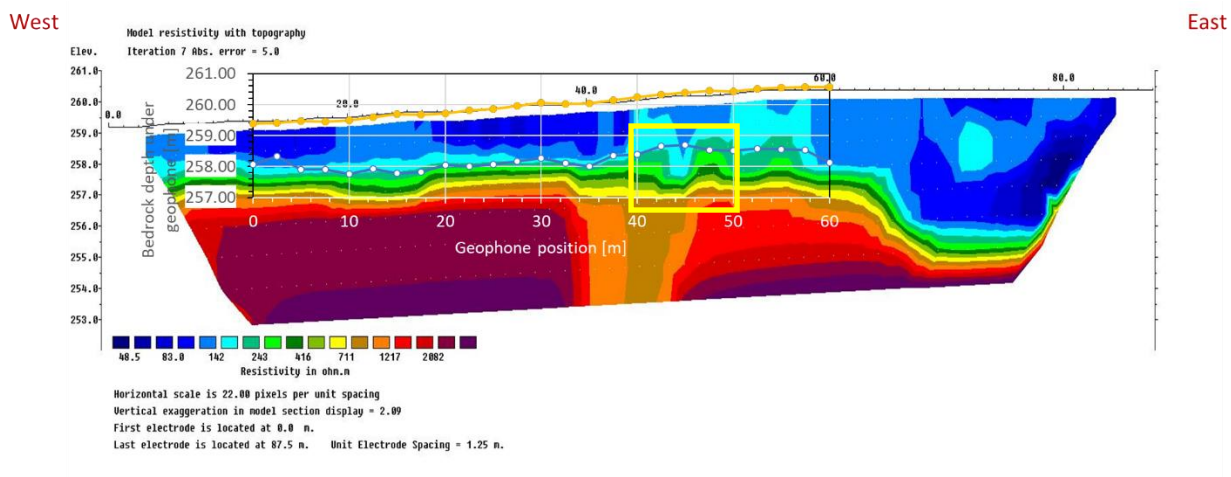 West
East
Model resistivity with topography
Elev. Iteration 7 Abs. error = 5.0
261.0
260.0
259.0
258.0
257.0
256.0
255.0
254.0
253.0
0.0
20.0
40.0
60.0
80.0
261.00
260.00
259.00
258.00
257.00
Bedrock depth under
geophone [m]
0 10 20 30 40 50 60
Geophone position [m]
48.5 83.0 142 243 416 711 1217 2082
Resistivity in ohm.m
Horizontal scale is 22.00 pixels per unit spacing
Vertical exaggeration in model section display = 2.09
First electrode is located at 0.0 m.
Last electrode is located at 87.5 m. Unit Electrode Spacing = 1.25 m.